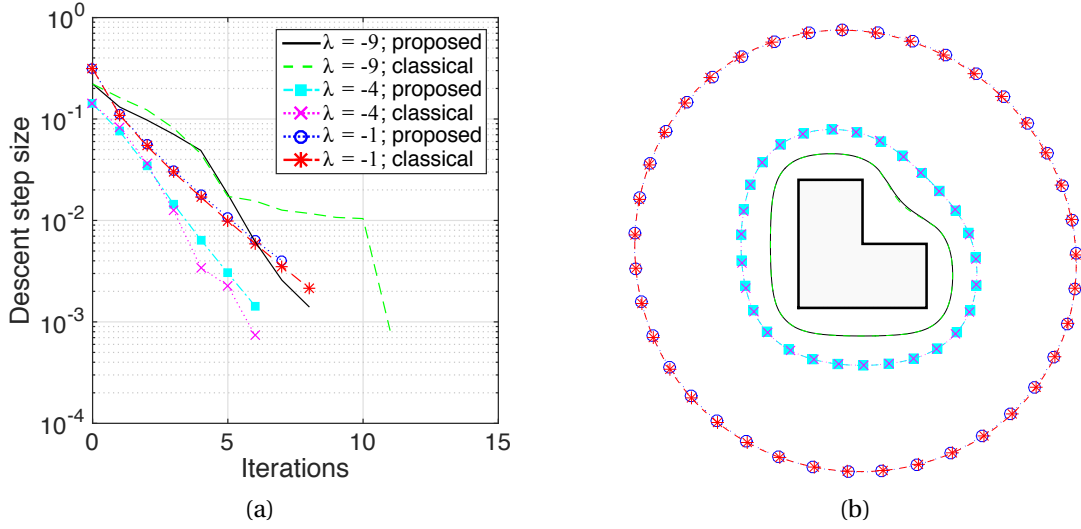 10^0
10^-1
10^-2
10^-3
10^-4
Descent step size
λ = -9; proposed
λ = -9; classical
λ = -4; proposed
λ = -4; classical
λ = -1; proposed
λ = -1; classical
0 5 10 15
Iterations
(a) (b)